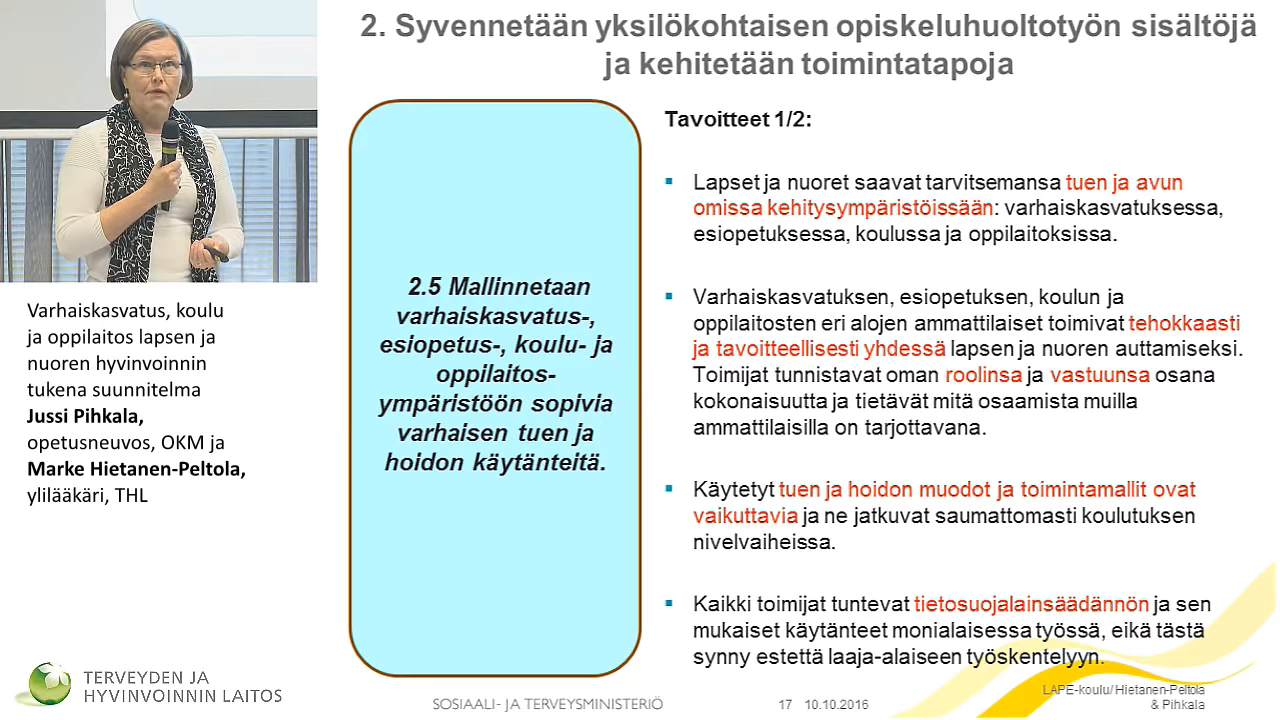 2. Syvennetään yksilökohtaisen opiskeluhuoltotyön sisältöjä
ja kehitetään toimintatapoja
Varhaiskasvatus, koulu
ja oppilaitos lapsen ja
nuoren hyvinvoinnin
tukena suunnitelma
Jussi Pihkala,
opetusneuvos, OKM ja
Marke Hietanen-Peltola,
ylilääkäri, THL
2.5 Mallinnetaan
varhaiskasvatus-,
esiopetus-, koulu- ja
oppilaitos-
ympäristöön sopivia
varhaisen tuen ja
hoidon käytänteitä.
Tavoitteet 1/2:
Lapset ja nuoret saavat tarvitsemansa tuen ja avun
omissa kehitysympäristöissään: varhaiskasvatuksessa,
esiopetuksessa, koulussa ja oppilaitoksissa.
Varhaiskasvatuksen, esiopetuksen, koulun ja
oppilaitosten eri alojen ammattilaiset toimivat tehokkaasti
ja tavoitteellisesti yhdessä lapsen ja nuoren auttamiseksi.
Toimijat tunnistavat oman roolinsa ja vastuunsa osana
kokonaisuutta ja tietävät mitä osaamista muilla
ammattilaisilla on tarjottavana.
Käytetyt tuen ja hoidon muodot ja toimintamallit ovat
vaikuttavia ja ne jatkuvat saumattomasti koulutuksen
nivelvaiheissa.
Kaikki toimijat tuntevat tietosuojalainsäädännön ja sen
mukaiset käytänteet monialaisessa työssä, eikä tästä
synny estettä laaja-alaiseen työskentelyyn.
TERVEYDEN JA
HYVINVOINNIN LAITOS
SOSIAALI- JA TERVEYSMINISTERIÖ
17 10.10.2016
LAPE-koulu/ Hietanen-Peltola
& Pihkala